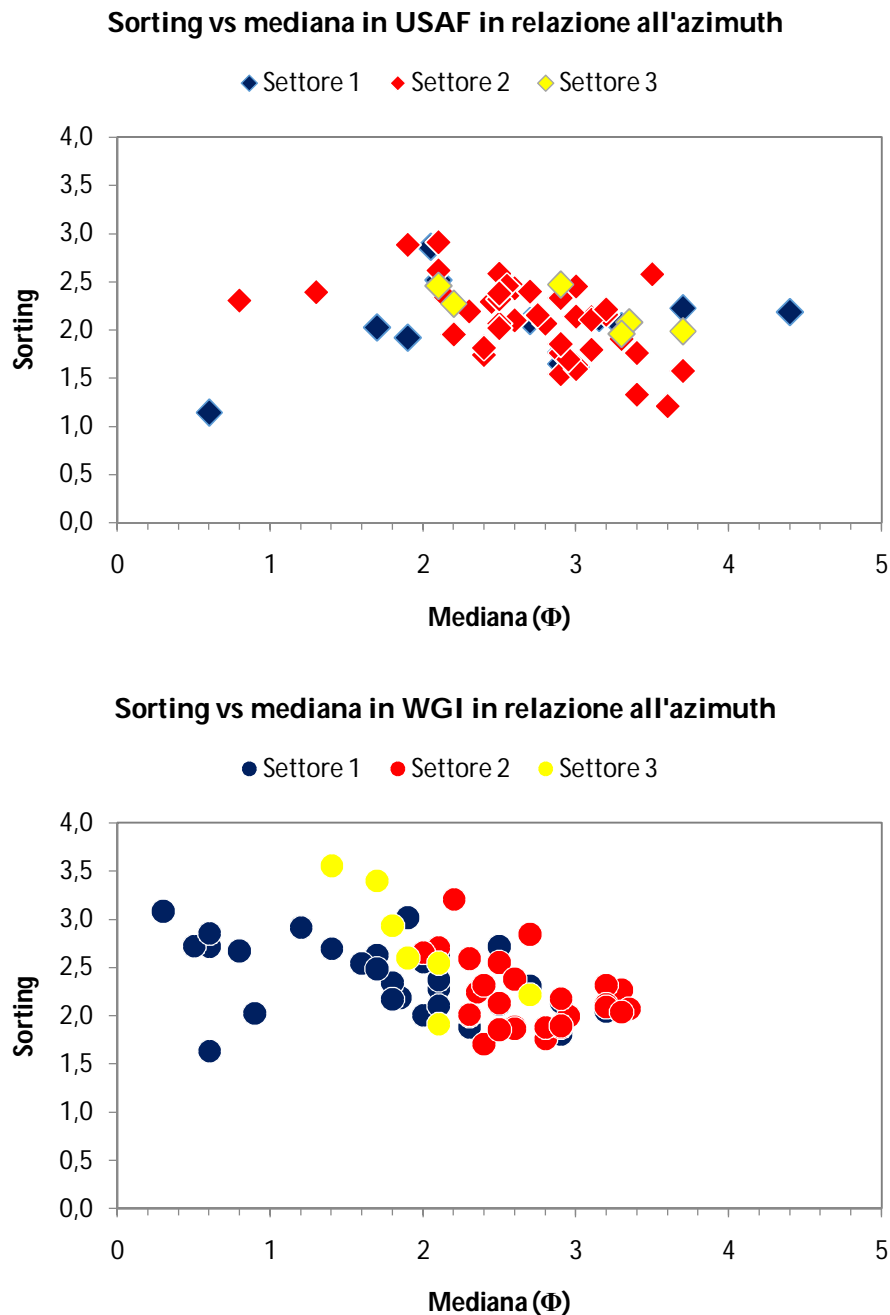 Sorting vs mediana in USAF in relazione all'azimuth
Settore 1 Settore 2 Settore 3
4,0
3,5
3,0
2,5
2,0
1,5
1,0
0,5
0,0
Sorting
0 1 2 3 4 5
Mediana (Φ)
Sorting vs mediana in WGI in relazione all'azimuth
Settore 1 Settore 2 Settore 3
4,0
3,5
3,0
2,5
2,0
1,5
1,0
0,5
0,0
Sorting
0 1 2 3 4 5
Mediana (Φ)